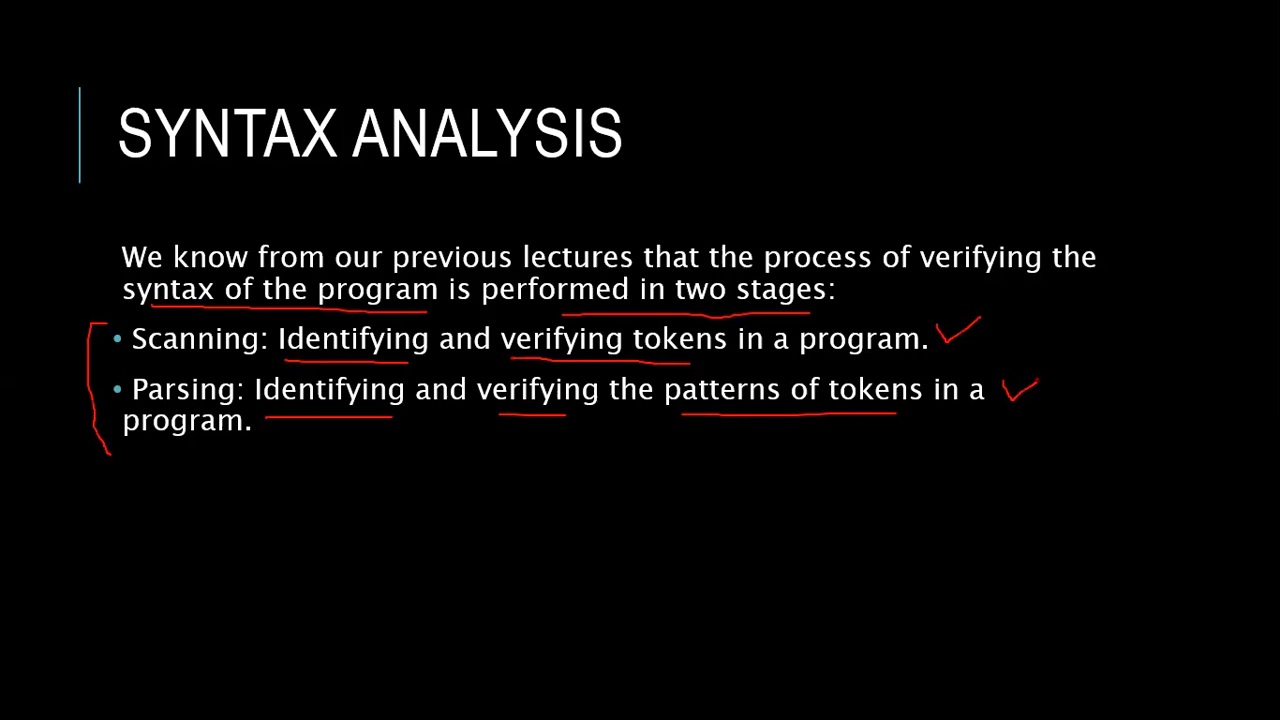 SYNTAX ANALYSIS
We know from our previous lectures that the process of verifying the
syntax of the program is performed in two stages:
• Scanning: Identifying and verifying tokens in a program.
• Parsing: Identifying and verifying the patterns of tokens in a
program.